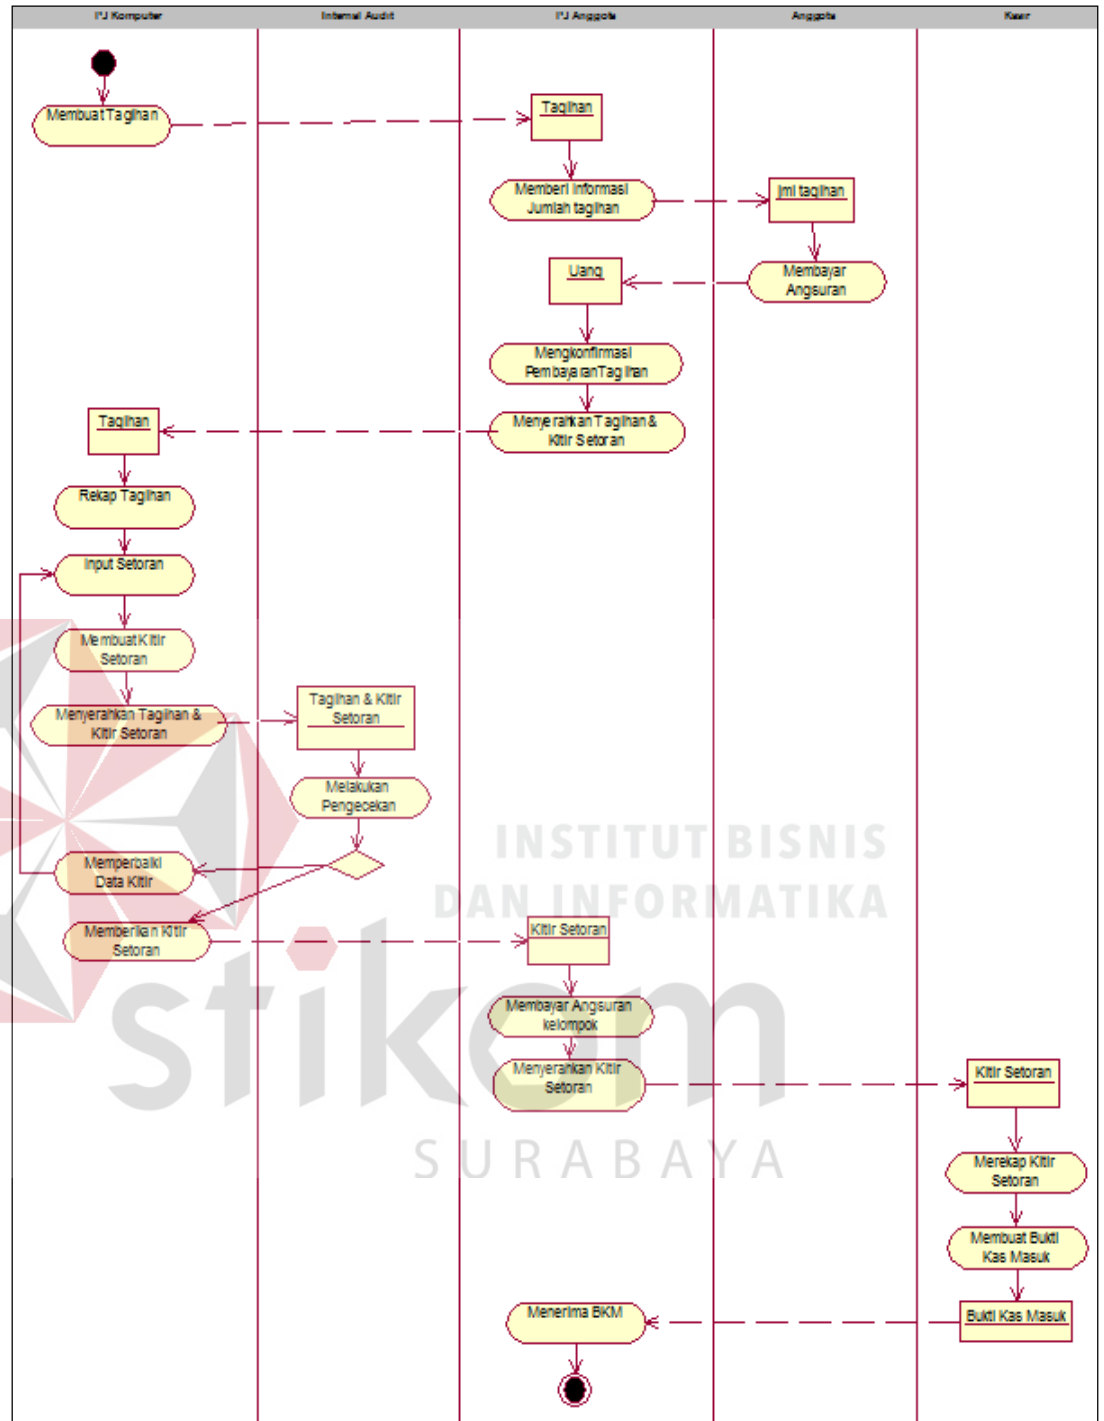 PJ Komputer
Internal Audit
PJ Anggota
Anggota
Kasir
Membuat Tagihan
Tagihan
Memberi Informasi
Jumlah tagihan
jml tagihan
Uang
Membayar
Angsuran
Mengkonfirmasi
PembayaranTagihan
Tagihan
Menyerahkan Tagihan &
Kitir Setoran
Rekap Tagihan
Input Setoran
Membuat Kitir
Setoran
Menyerahkan Tagihan &
Kitir Setoran
Tagihan & Kitir
Setoran
Melakukan
Pengecekan
INSTITUT BISNIS
DAN INFORMATIKA
Memperbaiki
Data Kitir
Memberikan Kitir
Setoran
Kitir Setoran
stikom
SURABAYA
Membayar Angsuran
kelompok
Menyerahkan Kitir
Setoran
Kitir Setoran
Merekap Kitir
Setoran
Membuat Bukti
Kas Masuk
Menerima BKM
Bukti Kas Masuk